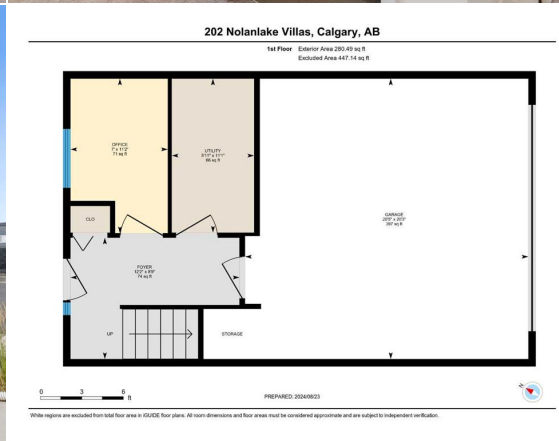 202 Nolanlake Villas, Calgary, AB
1st Floor Exterior Area 280.49 sq ft
Excluded Area 447.14 sq ft
OFFICE
7' x 11'2"
71 sq ft
UTILITY
5'11" x 11'1"
66 sq ft
GARAGE
20'5" x 20'3"
397 sq ft
CLO
FOYER
12'2" x 8'9"
74 sq ft
UP
STORAGE
0 3 6
ft
PREPARED: 2024/08/23
N
White regions are excluded from total floor area in iGUIDE floor plans. All room dimensions and floor areas must be considered approximate and are subject to independent verification.